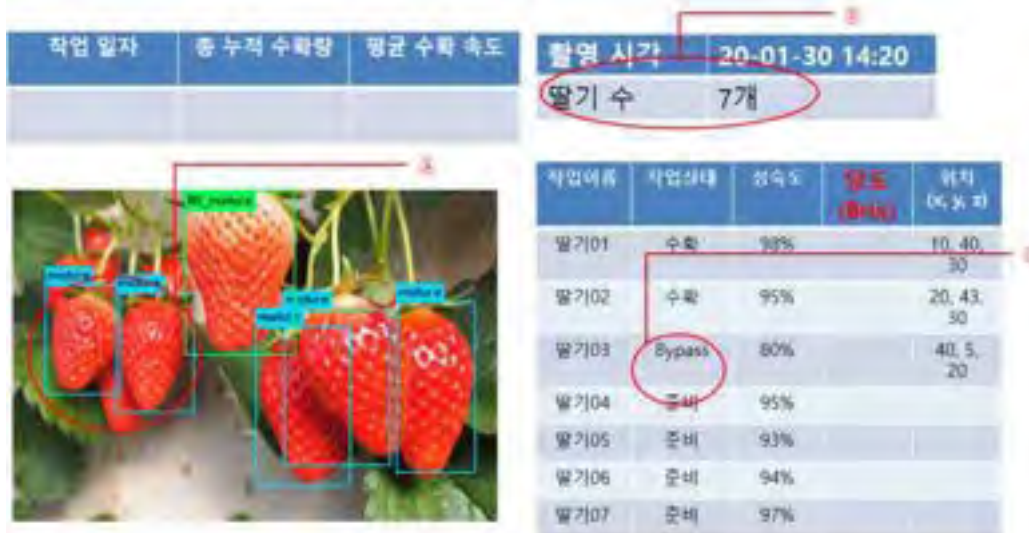 작업 일자 총 누적 수확량 평균 수확 속도
촬영 시각 20-01-30 14:20
딸기 수 7개
작업이름 작업상태 성숙도 당도 (Brix) 위치 (x, y, z)
딸기01 수확 98% 10, 40, 30
딸기02 수확 95% 20, 43, 30
딸기03 Bypass 80% 40, 5, 20
딸기04 준비 95%
딸기05 준비 93%
딸기06 준비 94%
딸기07 준비 97%
mature
mature
mature
mature
mature